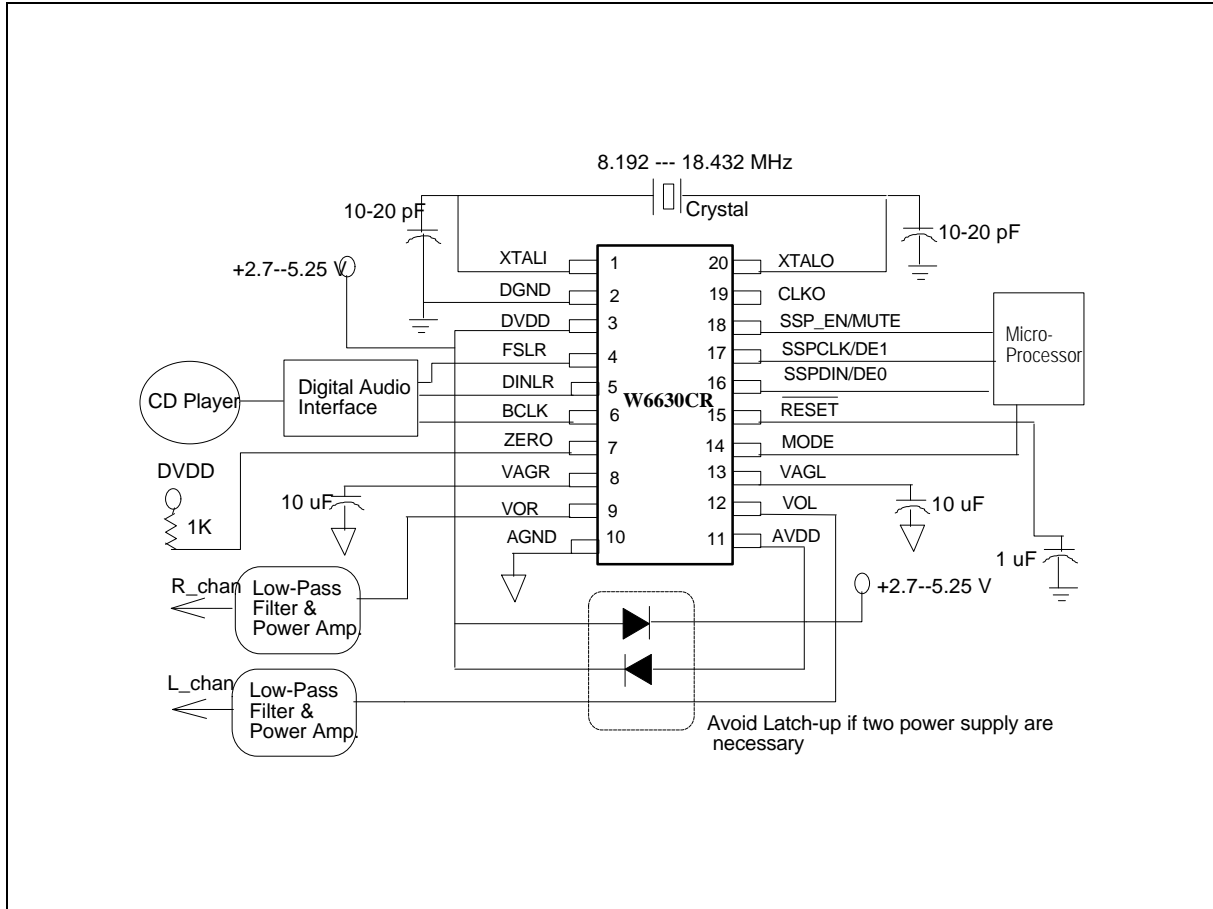 8.192 --- 18.432 MHz
Crystal
10-20 pF
10-20 pF
+2.7--5.25 V
XTALI
1
20
XTALO
DGND
2
19
CLKO
DVDD
3
18
SSP_EN/MUTE
FSLR
4
17
SSPCLK/DE1
DINLR
5
16
SSPDIN/DE0
BCLK
6
15
RESET
ZERO
7
14
MODE
VAGR
8
13
VAGL
VOR
9
12
VOL
AGND
10
11
AVDD
W6630CR
Micro-
Processor
CD Player
Digital Audio
Interface
DVDD
1K
10 uF
10 uF
1 uF
+2.7--5.25 V
R_chan
Low-Pass
Filter &
Power Amp.
L_chan
Low-Pass
Filter &
Power Amp.
Avoid Latch-up if two power supply are
necessary